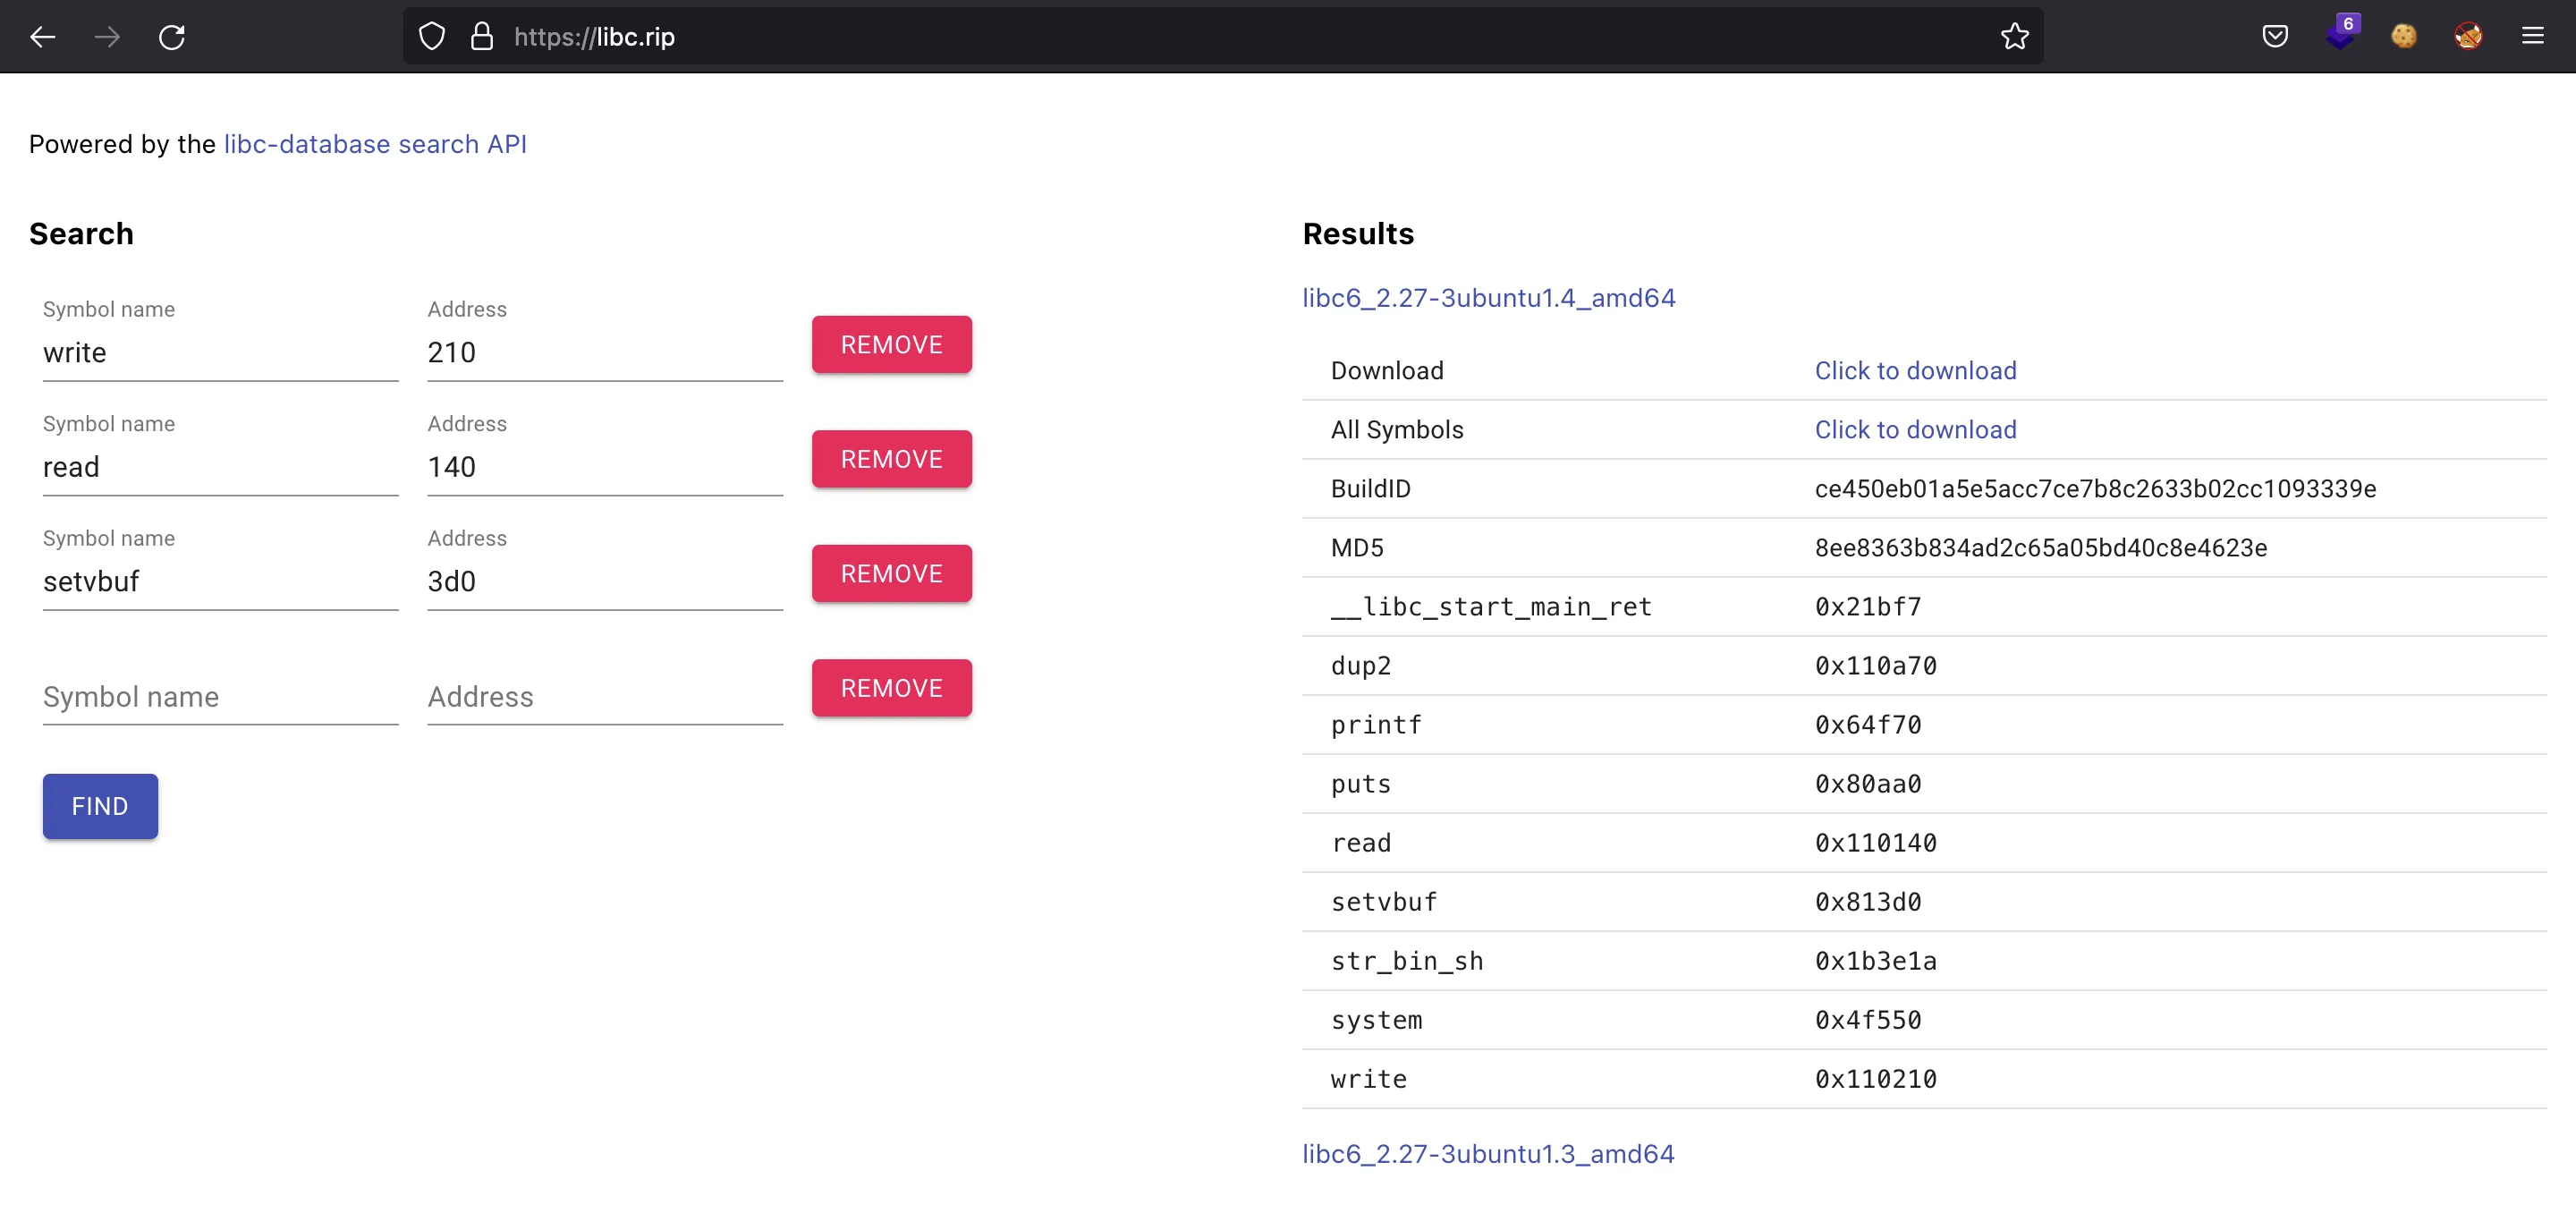 https://libc.rip
6
Powered by the libc-database search API
Search
Symbol name Address
write 210 REMOVE
Symbol name Address
read 140 REMOVE
Symbol name Address
setvbuf 3d0 REMOVE
Symbol name Address REMOVE
FIND
Results
libc6_2.27-3ubuntu1.4_amd64
Download Click to download
All Symbols Click to download
BuildID ce450eb01a5e5acc7ce7b8c2633b02cc1093339e
MD5 8ee8363b834ad2c65a05bd40c8e4623e
__libc_start_main_ret 0x21bf7
dup2 0x110a70
printf 0x64f70
puts 0x80aa0
read 0x110140
setvbuf 0x813d0
str_bin_sh 0x1b3e1a
system 0x4f550
write 0x110210
libc6_2.27-3ubuntu1.3_amd64